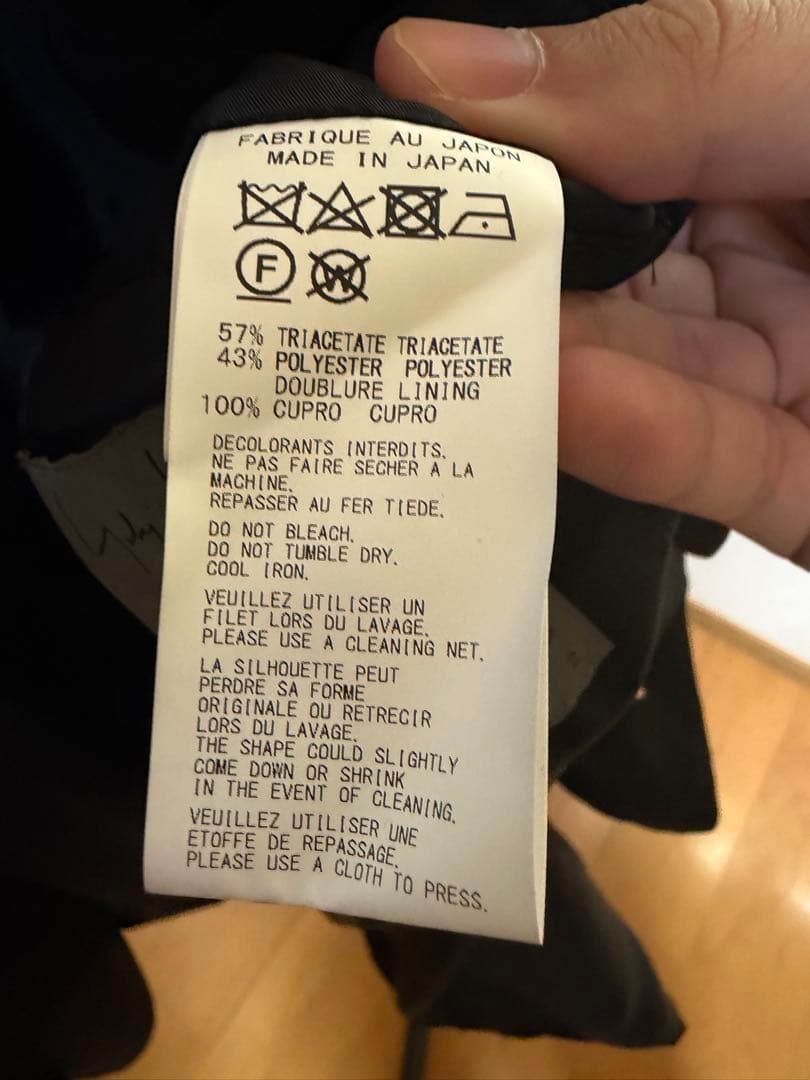 FABRIQUE AU JAPON
MADE IN JAPAN
F W
57% TRIACETATE TRIACETATE
43% POLYESTER POLYESTER
DOUBLURE LINING
100% CUPRO CUPRO
DECOLORANTS INTERDITS.
NE PAS FAIRE SECHER A LA
MACHINE.
REPASSER AU FER TIEDE.
DO NOT BLEACH.
DO NOT TUMBLE DRY.
COOL IRON.
VEUILLEZ UTILISER UN
FILET LORS DU LAVAGE.
PLEASE USE A CLEANING NET.
LA SILHOUETTE PEUT
PERDRE SA FORME
ORIGINALE OU RETRECIR
LORS DU LAVAGE.
THE SHAPE COULD SLIGHTLY
COME DOWN OR SHRINK
IN THE EVENT OF CLEANING.
VEUILLEZ UTILISER UNE
ETOFFE DE REPASSAGE.
PLEASE USE A CLOTH TO PRESS.